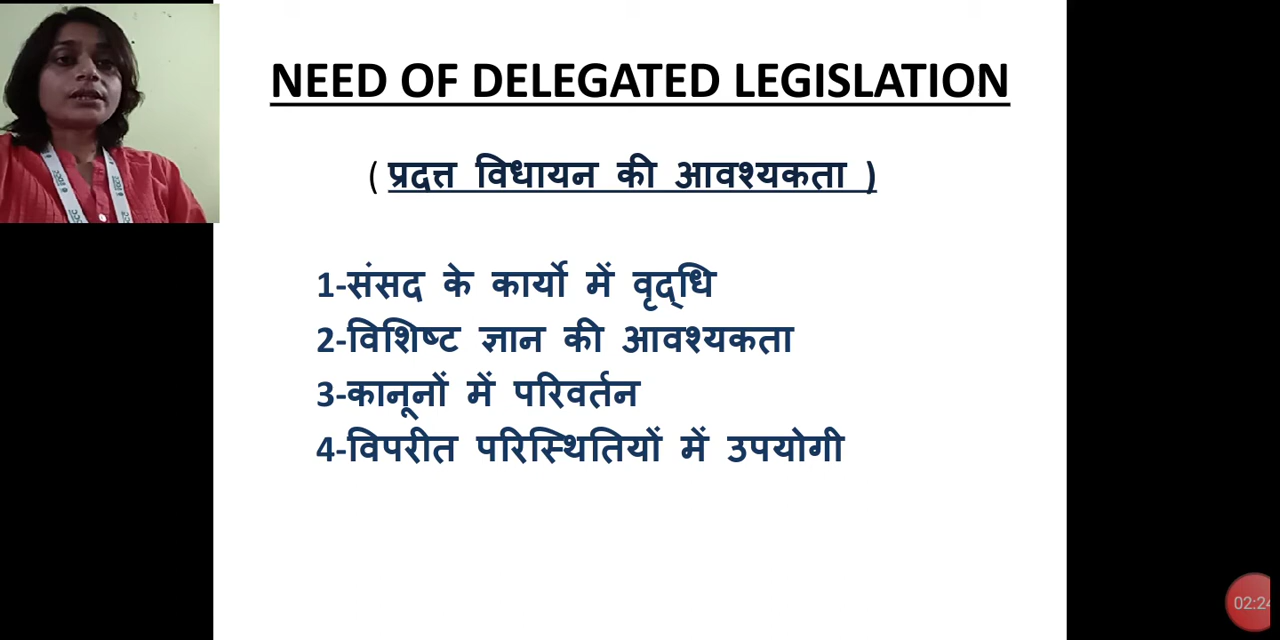 NEED OF DELEGATED LEGISLATION
( प्रदत्त विधायन की आवश्यकता )
1-संसद के कार्यो में वृद्धि
2-विशिष्ट ज्ञान की आवश्यकता
3-कानूनों में परिवर्तन
4-विपरीत परिस्थितियों में उपयोगी
02:24